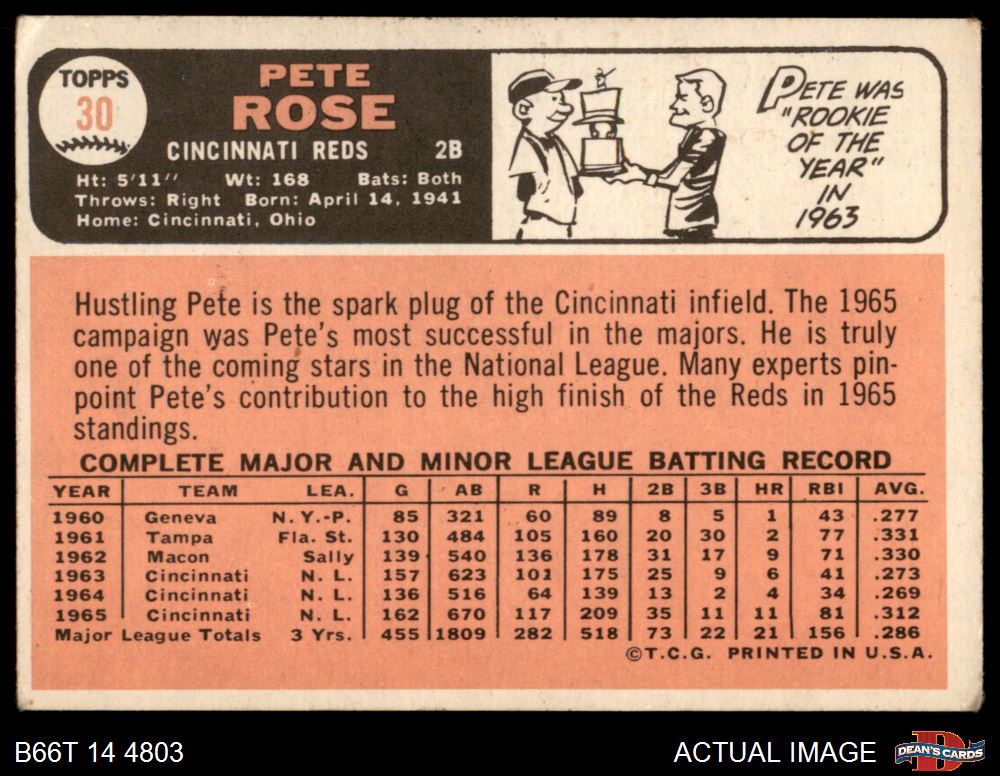 TOPPS
30
PETE
ROSE
CINCINNATI REDS 2B
Ht: 5'11" Wt: 168 Bats: Both
Throws: Right Born: April 14, 1941
Home: Cincinnati, Ohio
PETE WAS
"ROOKIE
OF THE
YEAR"
IN
1963
Hustling Pete is the spark plug of the Cincinnati infield. The 1965
campaign was Pete's most successful in the majors. He is truly
one of the coming stars in the National League. Many experts pin-
point Pete's contribution to the high finish of the Reds in 1965
standings.
COMPLETE MAJOR AND MINOR LEAGUE BATTING RECORD
YEAR TEAM LEA. G AB R H 2B 3B HR RBI AVG.
1960 Geneva N.Y.-P. 85 321 60 89 8 5 1 43 .277
1961 Tampa Fla. St. 130 484 105 160 20 30 2 77 .331
1962 Macon Sally 139 540 136 178 31 17 9 71 .330
1963 Cincinnati N. L. 157 623 101 175 25 9 6 41 .273
1964 Cincinnati N. L. 136 516 64 139 13 2 4 34 .269
1965 Cincinnati N. L. 162 670 117 209 35 11 11 81 .312
Major League Totals 3 Yrs. 455 1809 282 518 73 22 21 156 .286
©T.C.G. PRINTED IN U.S.A.
B66T 14 4803
ACTUAL IMAGE
DEAN'S CARDS